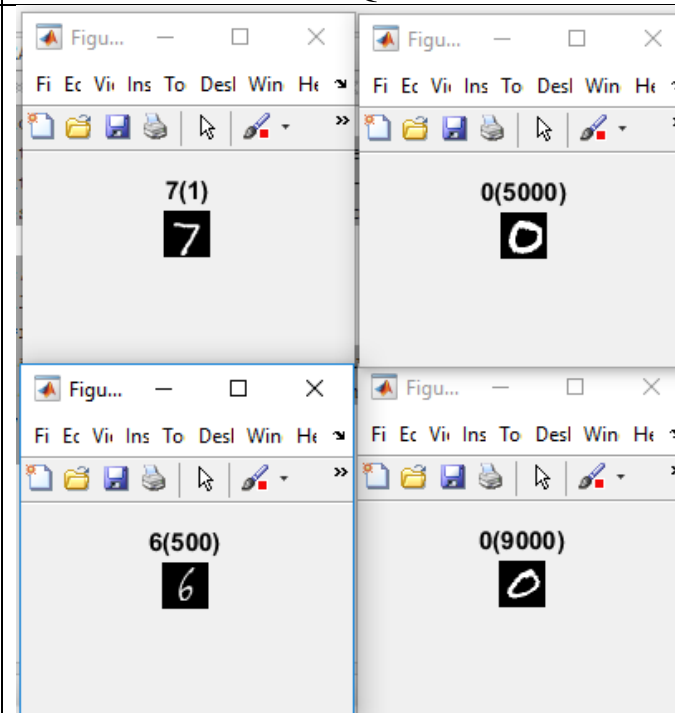 Figu...
Fi Ec Vi Ins To Desl Win He
7(1)
7
Figu...
Fi Ec Vi Ins To Desl Win He
0(5000)
0
Figu...
Fi Ec Vi Ins To Desl Win He
6(500)
6
Figu...
Fi Ec Vi Ins To Desl Win He
0(9000)
0